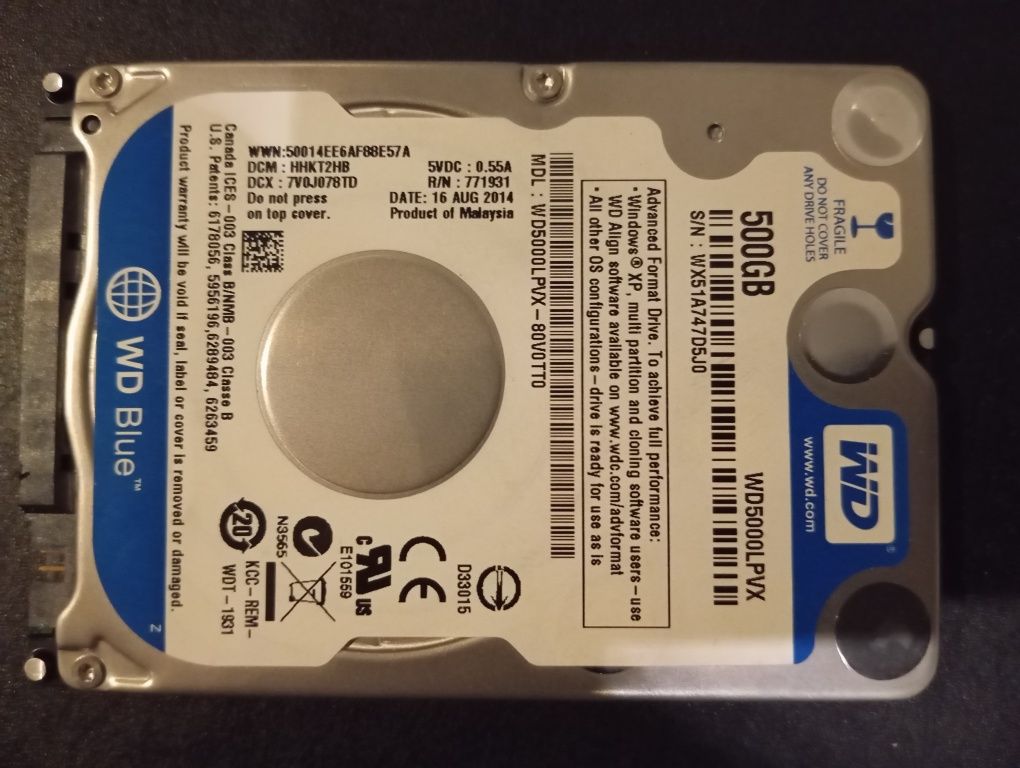 FRAGILE
DO NOT COVER
ANY DRIVE HOLES
WD®
www.wd.com
500GB
WD5000LPVX
S/N : WX51A747D5J0
Advanced Format Drive. To achieve full performance:
•Windows® XP, multi partition and cloning software users – use
WD Align software available on www.wdc.com/advformat
•All other OS configurations – drive is ready for use as is
MDL : WD5000LPVX – 80V0TT0
WWN:50014EE6AF88E57A
DCM : HHKT2HB
5VDC : 0.55A
DCX : 7V0J078TD
R/N : 771931
Do not press
on top cover.
DATE: 16 AUG 2014
Product of Malaysia
D33015
CE
c RU US
E101559
N3565
20
KCC – REM –
WDT – 1931
Canada ICES – 003 Class B/NMB – 003 Classe B
U.S. Patents: 6178056, 5956196,6289484, 6263459
Product warranty will be void if seal, label or cover is removed or damaged.
WD Blue™
Z